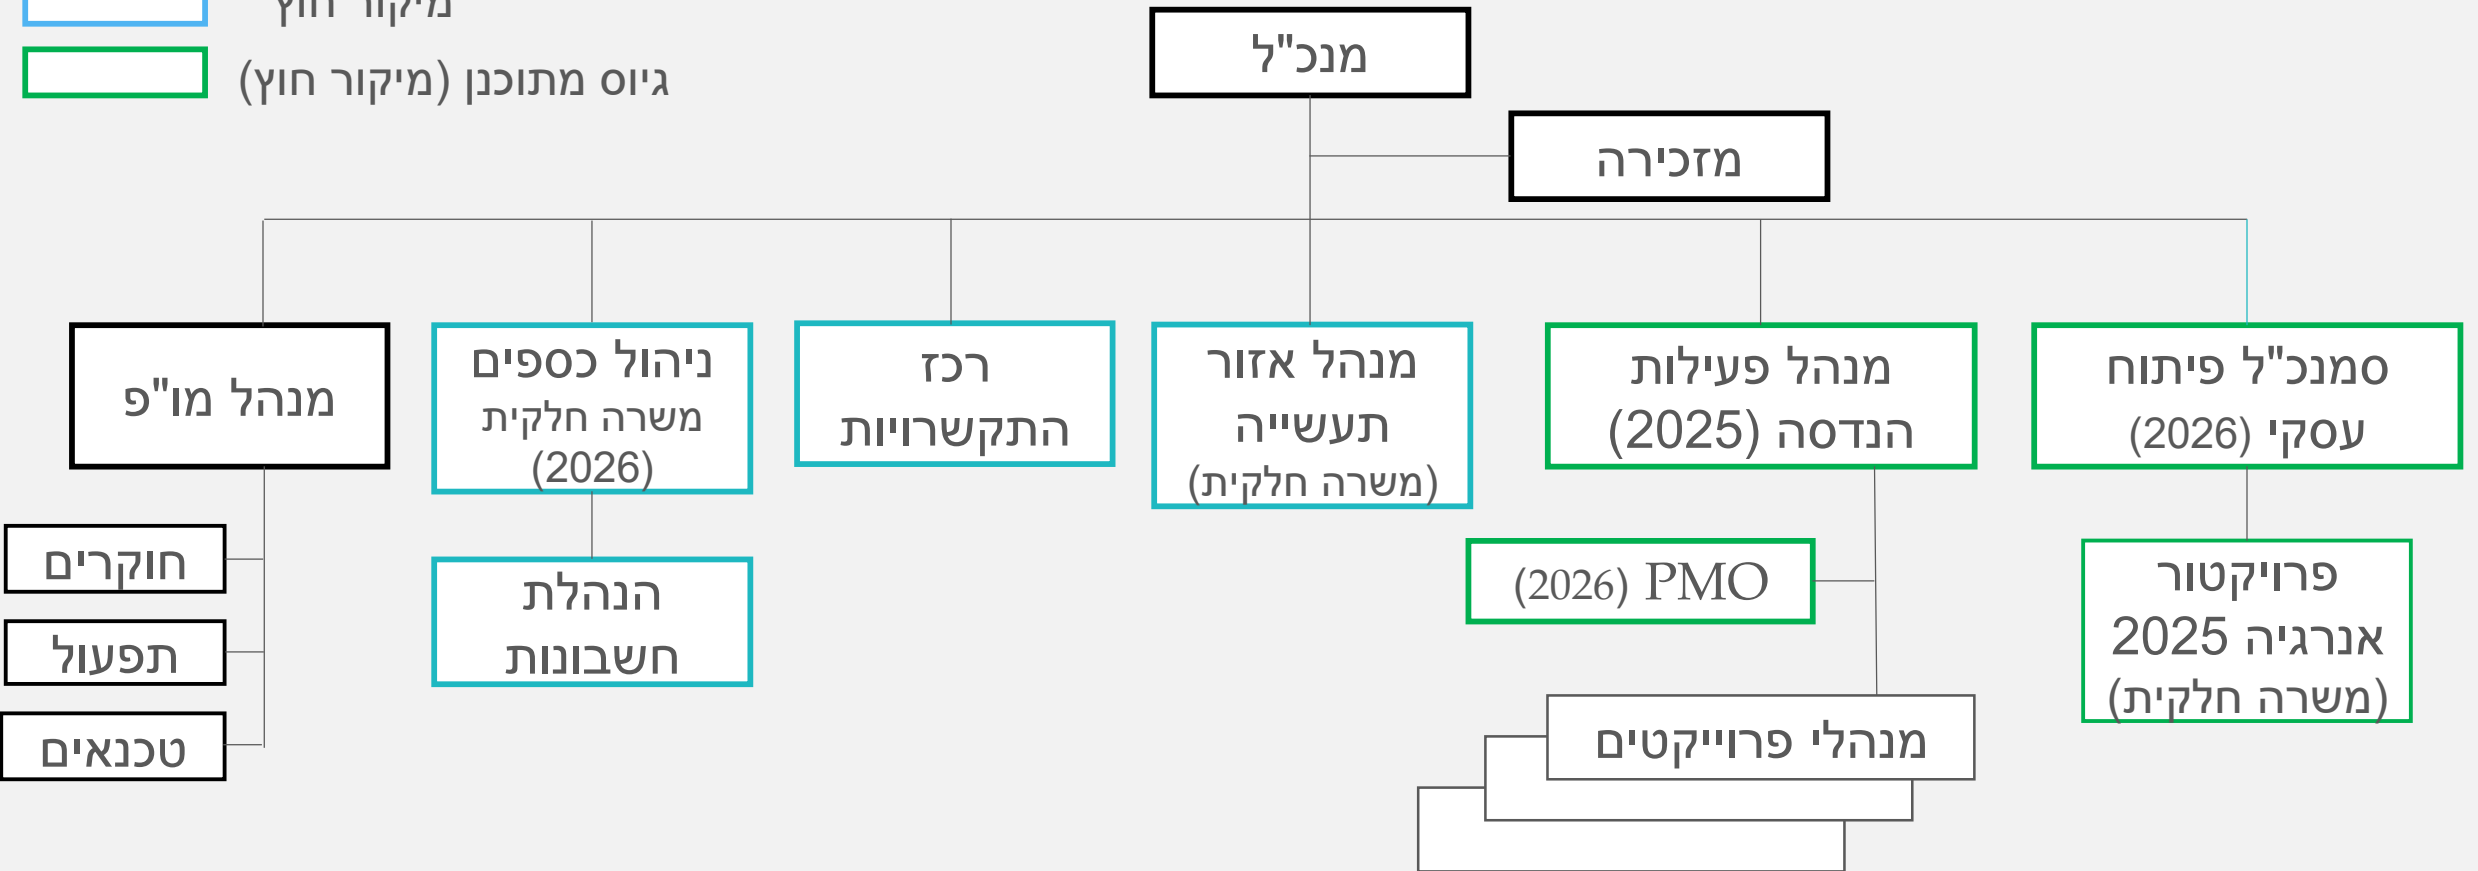 מיקור חוץ
גיוס מתוכנן (מיקור חוץ)
מנכ"ל
מזכירה
סמנכ"ל פיתוח
עסקי (2026)
מנהל פעילות
הנדסה (2025)
מנהל אזור
תעשייה
(משרה חלקית)
רכז
התקשרויות
ניהול כספים
משרה חלקית
(2026)
מנהל מו"פ
פרויקטור
אנרגיה 2025
(משרה חלקית)
PMO (2026)
מנהלי פרוייקטים
הנהלת
חשבונות
חוקרים
תפעול
טכנאים